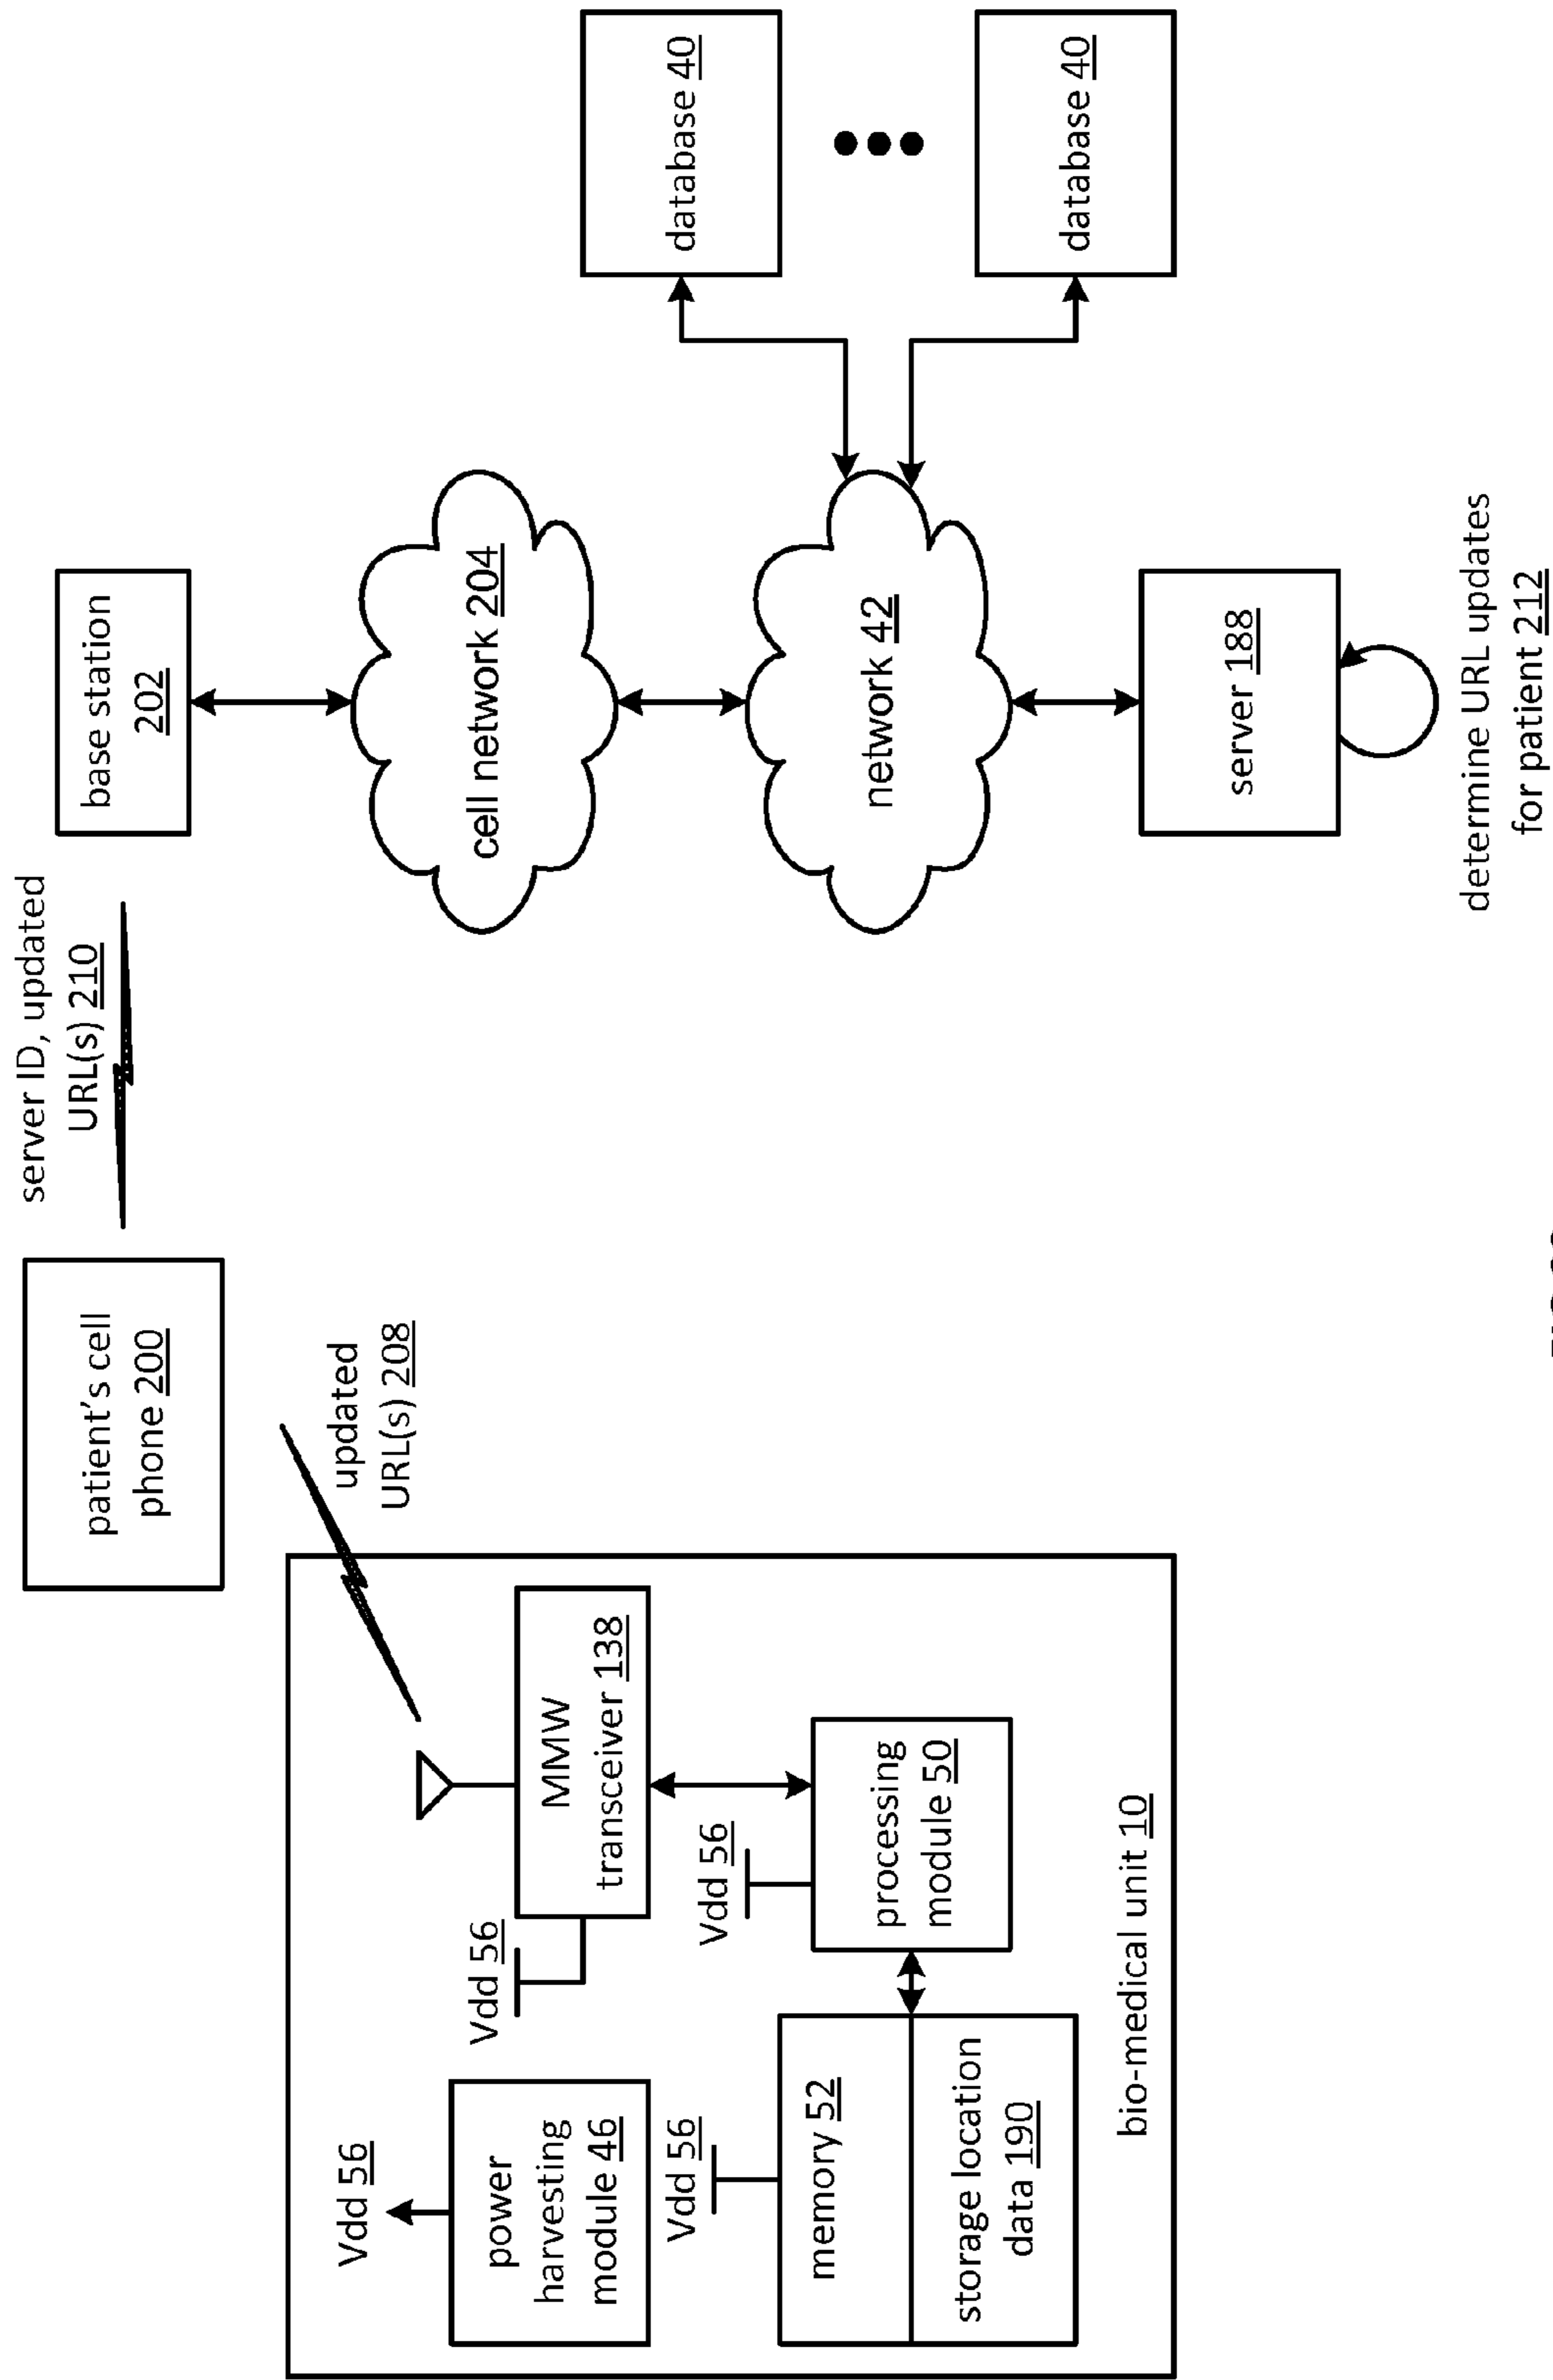 server ID, updated
URL(s) 210
patient's cell
phone 200
base station
202
updated
URL(s) 208
cell network 204
database 40
database 40
network 42
server 188
determine URL updates
for patient 212
Vdd 56
power
harvesting
module 46
Vdd 56
MMW
transceiver 138
Vdd 56
memory 52
storage location
data 190
Vdd 56
processing
module 50
bio-medical unit 10